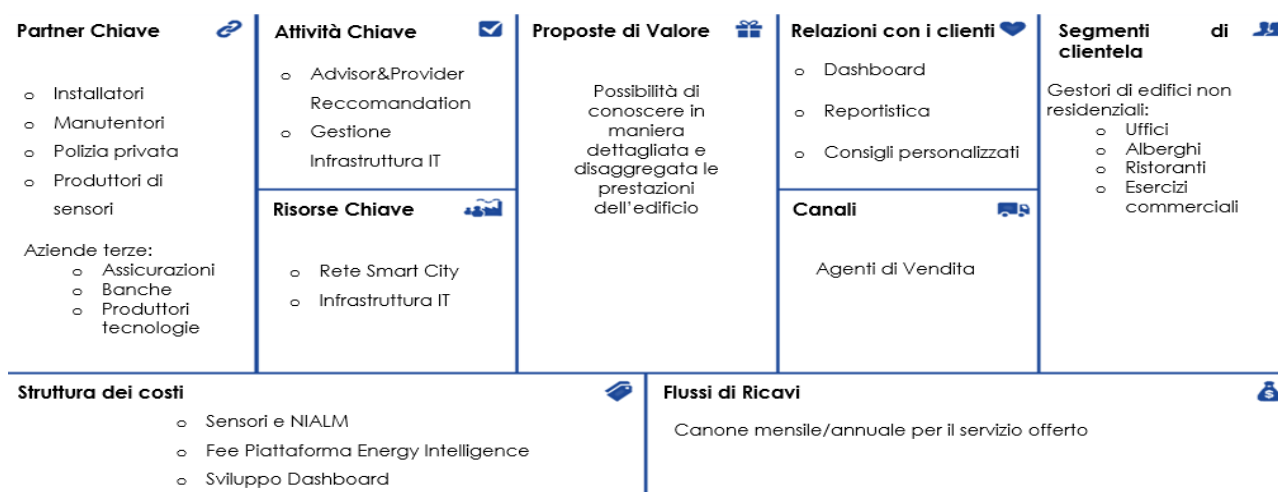 Partner Chiave
o Installatori
o Manutentori
o Polizia privata
o Produttori di
sensori
Aziende terze:
o Assicurazioni
o Banche
o Produttori
tecnologie
Attività Chiave
o Advisor&Provider
Reccomandation
o Gestione
Infrastruttura IT
Risorse Chiave
o Rete Smart City
o Infrastruttura IT
Proposte di Valore
Possibilità di
conoscere in
maniera
dettagliata e
disaggregata le
prestazioni
dell'edificio
Relazioni con i clienti
o Dashboard
o Reportistica
o Consigli personalizzati
Canali
Agenti di Vendita
Segmenti di
clientela
Gestori di edifici non
residenziali:
o Uffici
o Alberghi
o Ristoranti
o Esercizi
commerciali
Struttura dei costi
o Sensori e NIALM
o Fee Piattaforma Energy Intelligence
o Sviluppo Dashboard
Flussi di Ricavi
Canone mensile/annuale per il servizio offerto